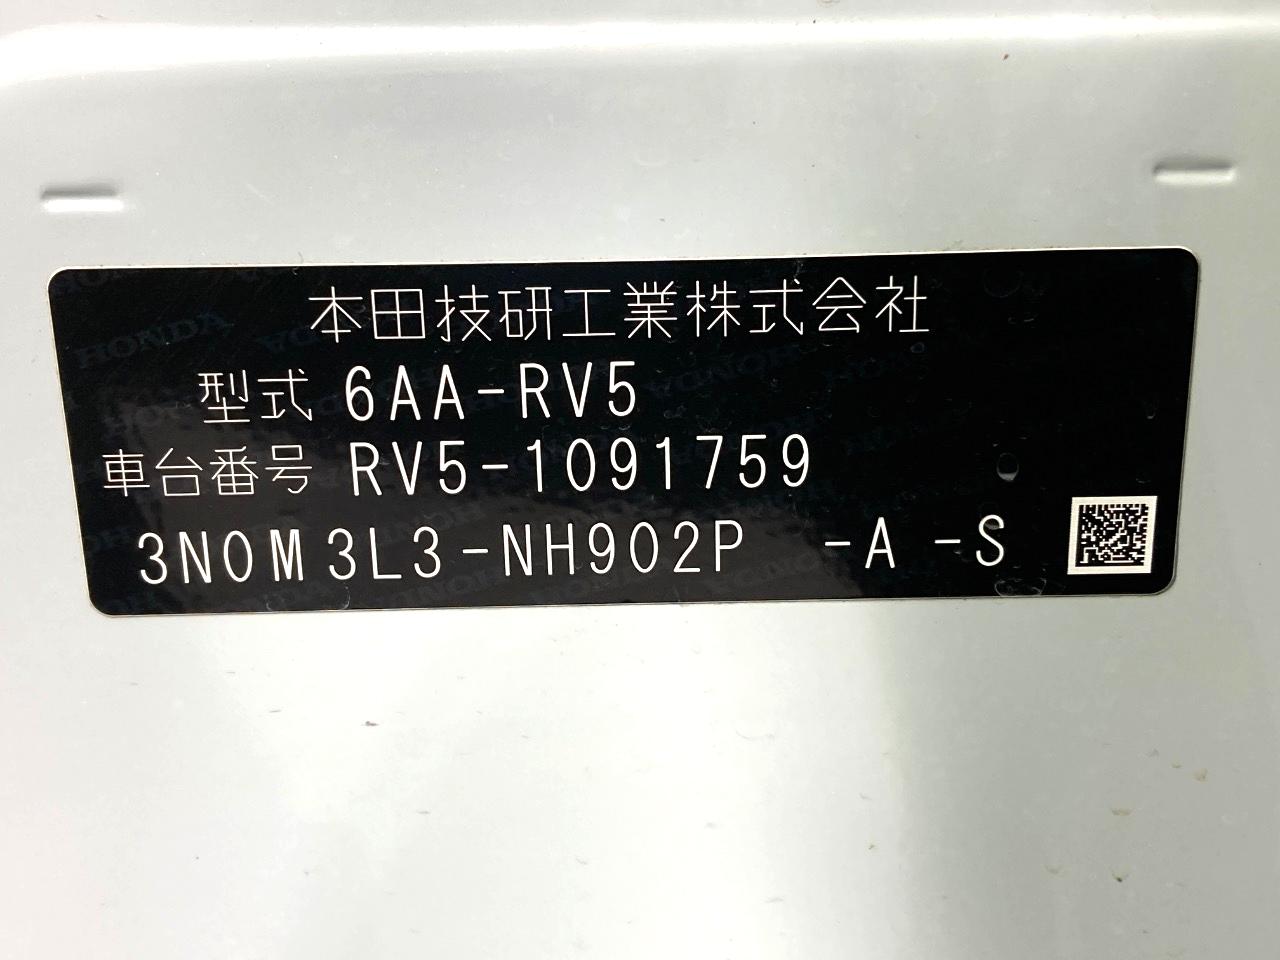 本田技研工業株式会社
型式 6AA-RV5
車台番号 RV5-1091759
3N0M3L3-NH902P -A -S